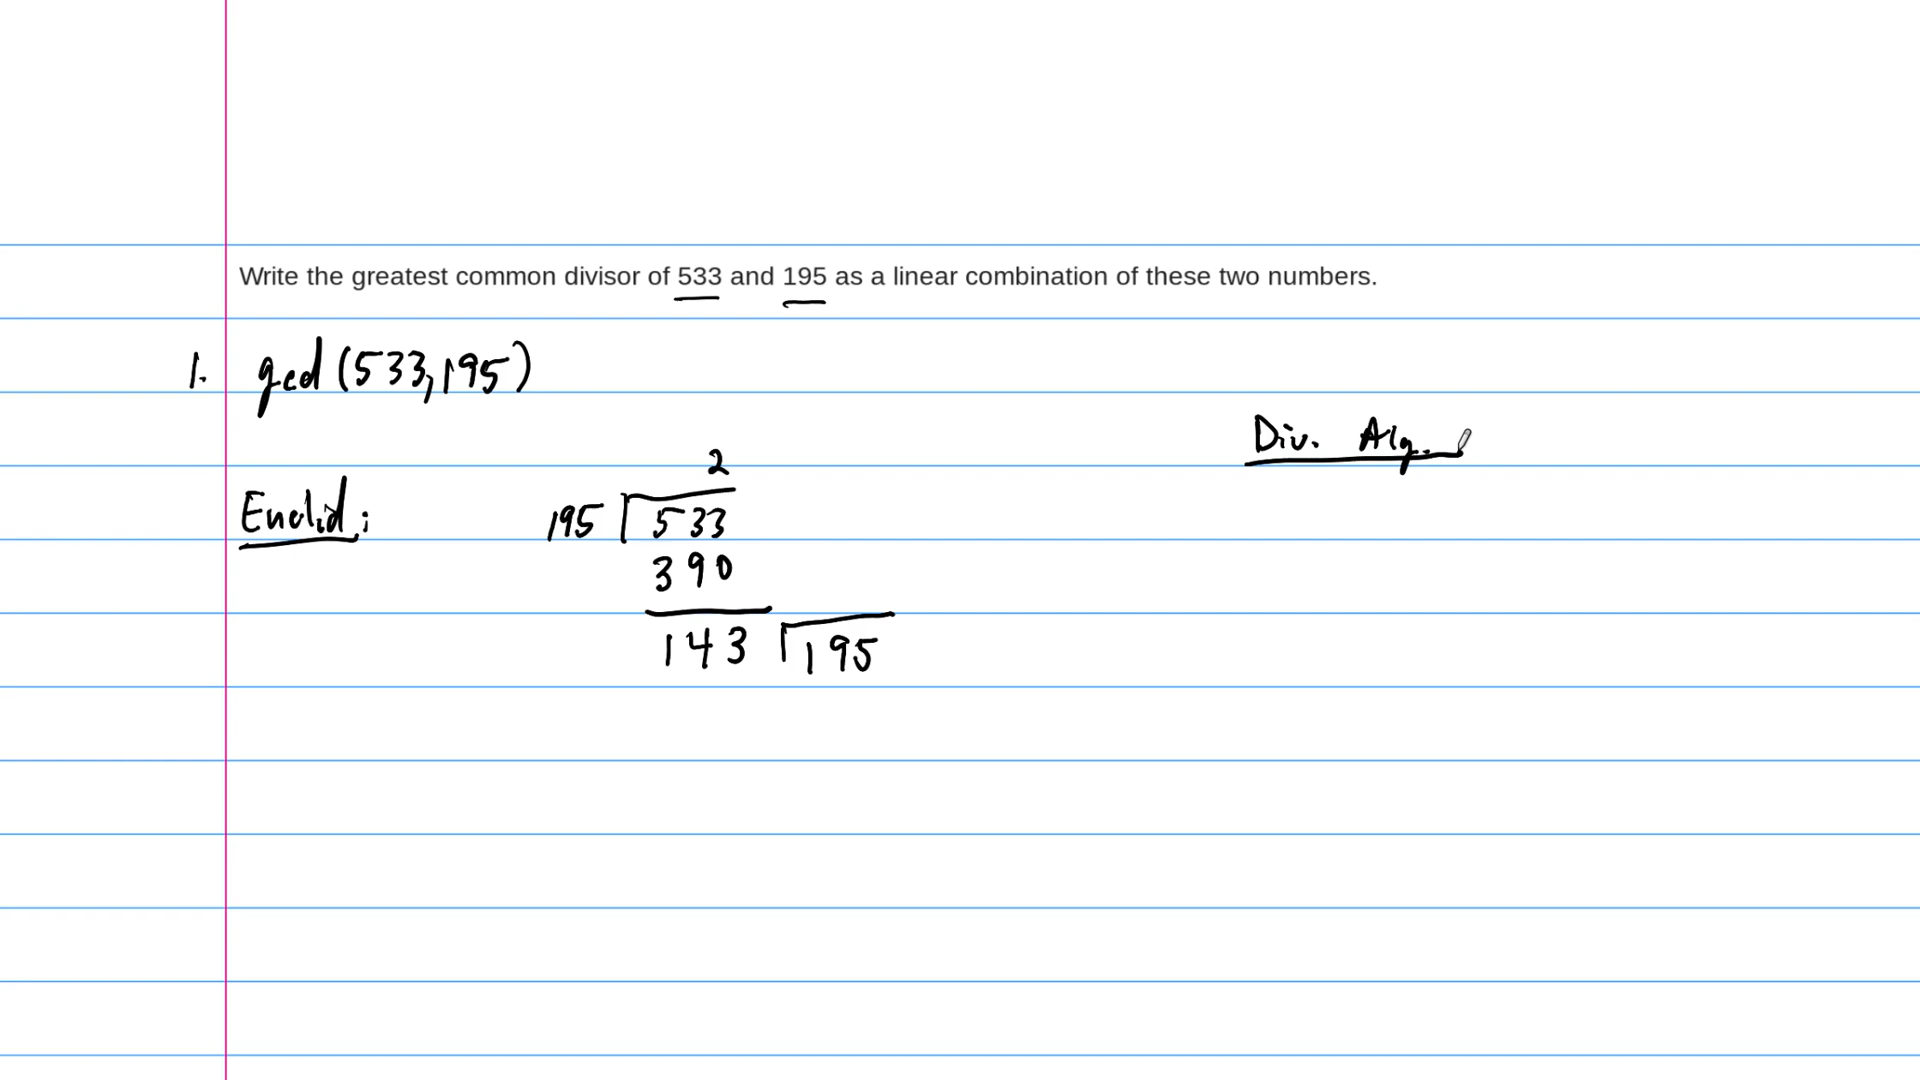 Write the greatest common divisor of 533 and 195 as a linear combination of these two numbers.
1. gcd (533,195)
Div. Alg.
2
Euclid: 195 533
390
143 195